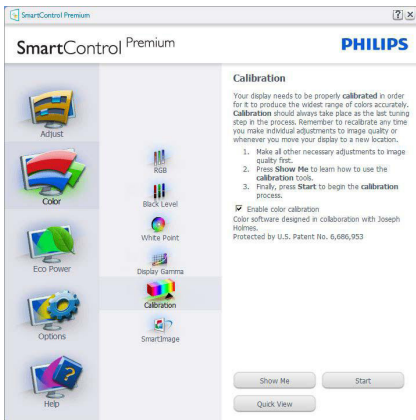 SmartControl Premium
SmartControl Premium
PHILIPS
Adjust
Color
Eco Power
Options
Help
RGB
Black Level
White Point
Display Gamma
Calibration
SmartImage
Calibration
Your display needs to be properly calibrated in order
for it to produce the widest range of colors accurately.
Calibration should always take place as the last tuning
step in the process. Remember to recalibrate any time
you make individual adjustments to image quality or
whenever you move your display to a new location.
1. Make all other necessary adjustments to image
quality first.
2. Press Show Me to learn how to use the
calibration tools.
3. Finally, press Start to begin the calibration
process.
Enable color calibration
Color software designed in collaboration with Joseph
Holmes.
Protected by U.S. Patent No. 6,686,953
Show Me
Start
Quick View